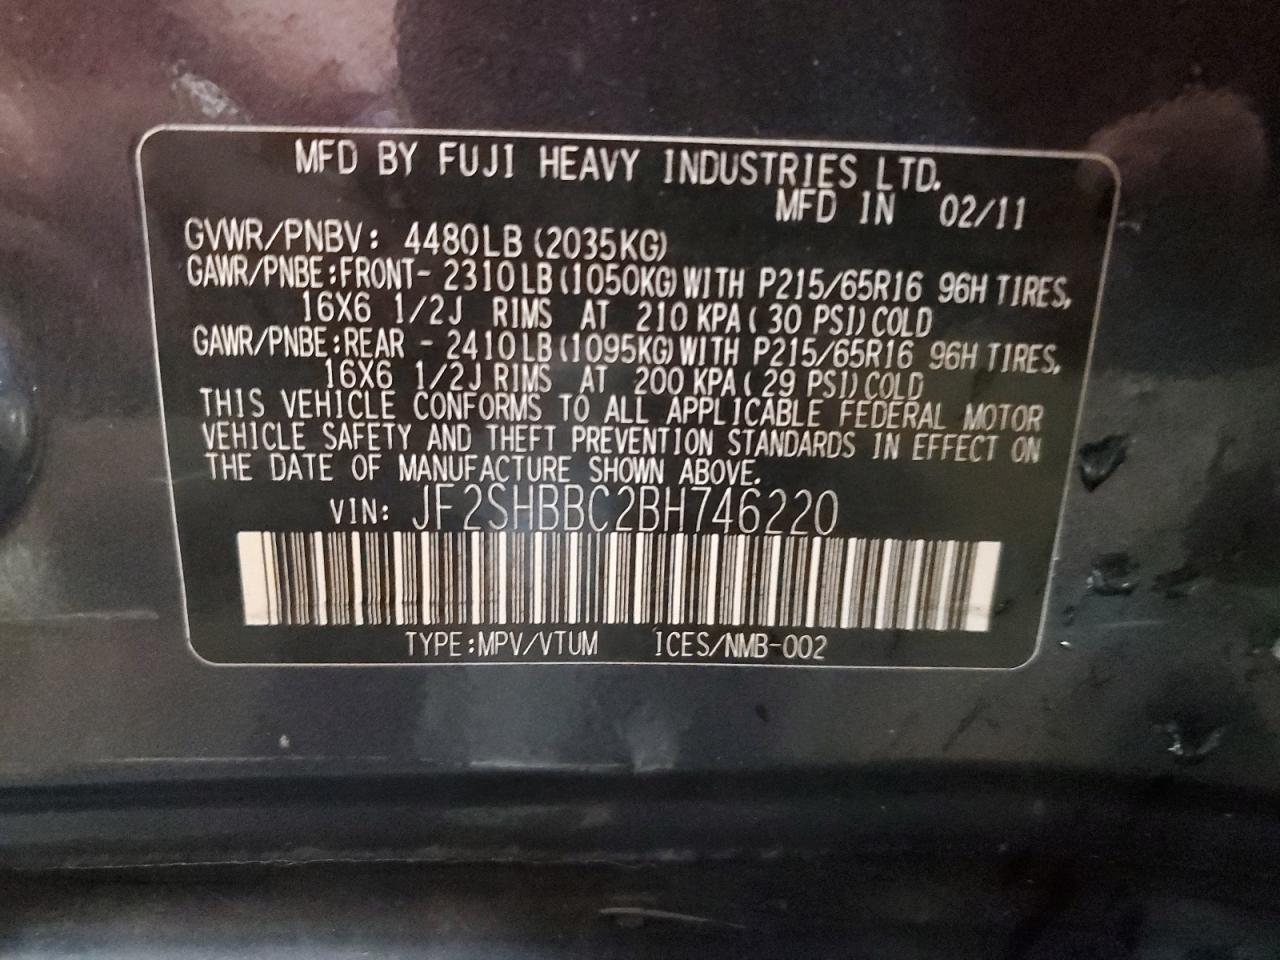 MFD BY FUJI HEAVY INDUSTRIES LTD.
MFD IN 02/11
GVWR/PNBV: 4480LB (2035KG)
GAWR/PNBE:FRONT- 2310LB(1050KG)WITH P215/65R16 96H TIRES,
16X6 1/2J RIMS AT 210 KPA( 30 PSI)COLD
GAWR/PNBE:REAR - 2410LB(1095KG)WITH P215/65R16 96H TIRES,
16X6 1/2J RIMS AT 200 KPA( 29 PSI)COLD
THIS VEHICLE CONFORMS TO ALL APPLICABLE FEDERAL MOTOR
VEHICLE SAFETY AND THEFT PREVENTION STANDARDS IN EFFECT ON
THE DATE OF MANUFACTURE SHOWN ABOVE.
VIN: JF2SHBBC2BH746220
TYPE:MPV/VTUM ICES/NMB-002